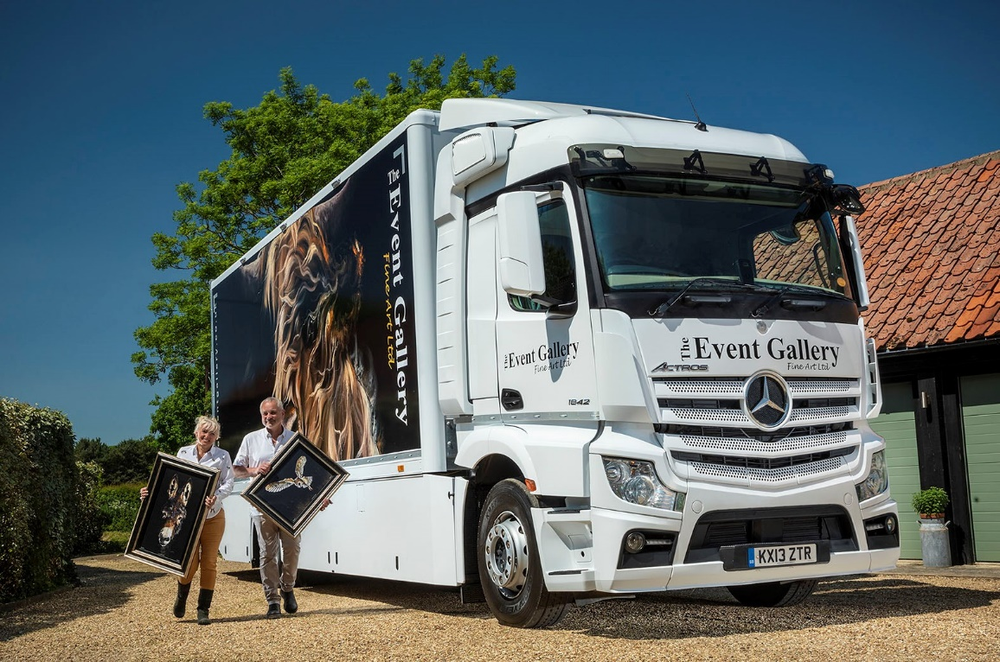 The Event Gallery
Fine Art Ltd
The Event Gallery
Fine Art Ltd
1842
The Event Gallery
Fine Art Ltd
ACTROS
KX13 ZTR